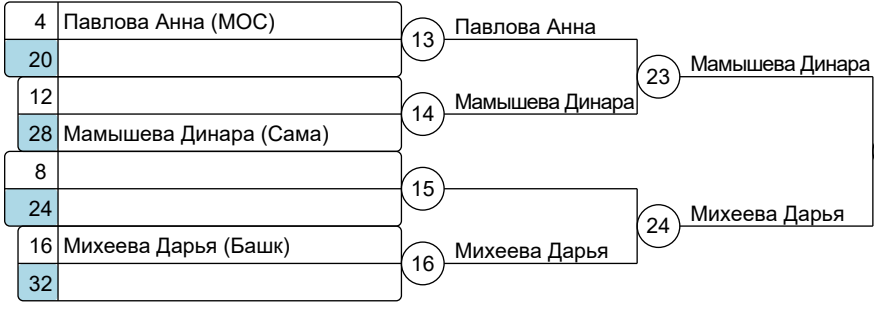 4 Павлова Анна (МОС)
20
12
28 Мамышева Динара (Сама)
8
24
16 Михеева Дарья (Башк)
32
13 Павлова Анна
14 Мамышева Динара
15
16 Михеева Дарья
23 Мамышева Динара
24 Михеева Дарья